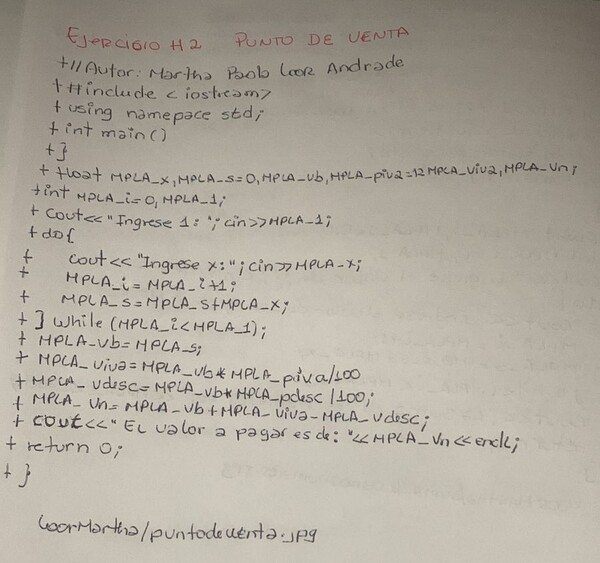 EJERCICIO H2 PUNTO DE VENTA
+//Autor: Martha Paola Loor Andrade
+ #include <iostream>
+ using namepace std;
+ int main()
+}
+ float MPLA_x,MPLA_s=0,MPLA_vb,MPLA_piva=12MPLA_viva,MPLA_vn;
+int MPLA_i=0,MPLA_1;
+ cout<<"Ingrese 1: ";cin>>MPLA_1;
+ do{
+ cout<<"Ingrese x:";cin>>MPLA_x;
+ MPLA_i=MPLA_i+1;
+ MPLA_s=MPLA_s+MPLA_x;
+ } while (MPLA_i<MPLA_1);
+ MPLA_vb=MPLA_s;
+ MPLA_viva=MPLA_vb*MPLA_piva/100
+ MPLA_vdesc=MPLA_vb*MPLA_pdesc/100;
+ MPLA_vn=MPLA_vb+MPLA_viva-MPLA_vdesc;
+ cout<<"El valor a pagar es de: "<<MPLA_vn<<endl;
+ return 0;
+ }
LoorMartha/puntodeventa.jpg